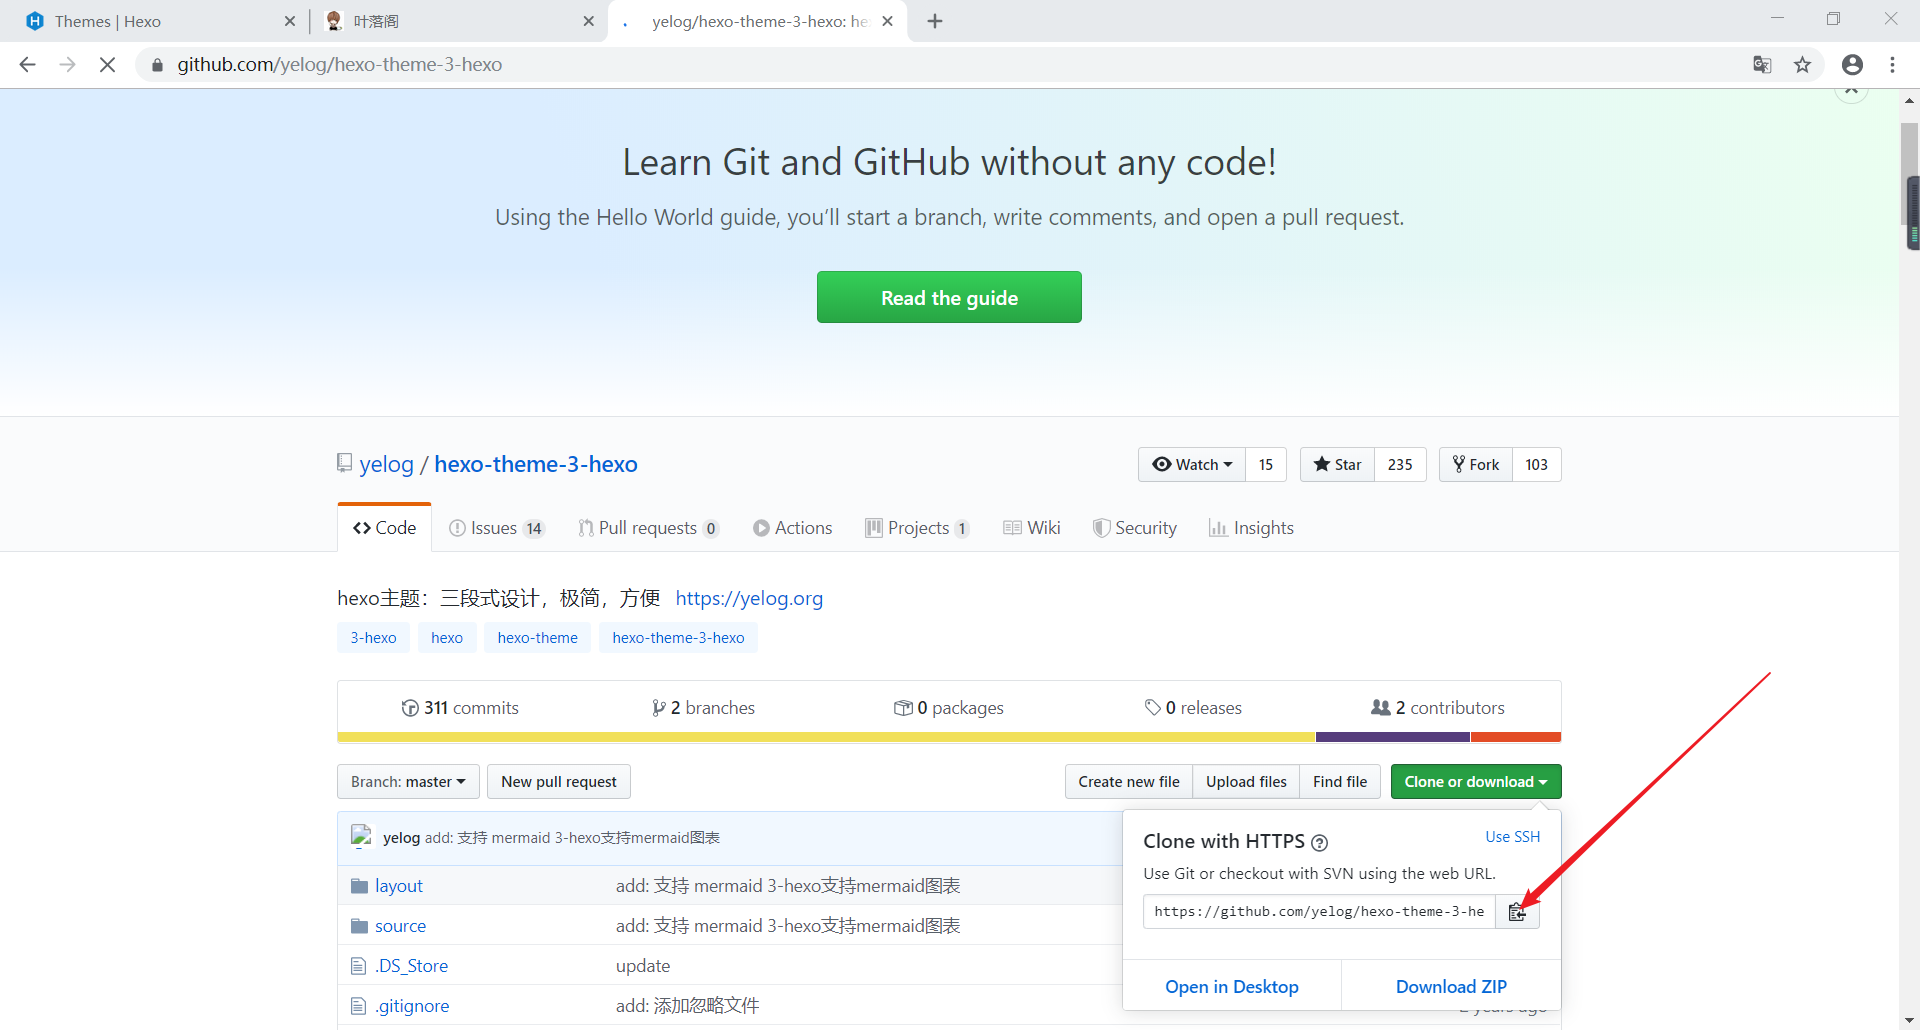 Themes | Hexo
叶落阁
yelog/hexo-theme-3-hexo: he
github.com/yelog/hexo-theme-3-hexo
Learn Git and GitHub without any code!
Using the Hello World guide, you’ll start a branch, write comments, and open a pull request.
Read the guide
yelog / hexo-theme-3-hexo
Watch 15
Star 235
Fork 103
Code
Issues 14
Pull requests 0
Actions
Projects 1
Wiki
Security
Insights
hexo主题：三段式设计，极简，方便 https://yelog.org
3-hexo hexo hexo-theme hexo-theme-3-hexo
311 commits
2 branches
0 packages
0 releases
2 contributors
Branch: master
New pull request
Create new file
Upload files
Find file
Clone or download
yelog add: 支持 mermaid 3-hexo支持mermaid图表
layout add: 支持 mermaid 3-hexo支持mermaid图表
source add: 支持 mermaid 3-hexo支持mermaid图表
.DS_Store update
.gitignore add: 添加忽略文件
Clone with HTTPS
Use SSH
Use Git or checkout with SVN using the web URL.
https://github.com/yelog/hexo-theme-3-he
Open in Desktop
Download ZIP
2 years ago